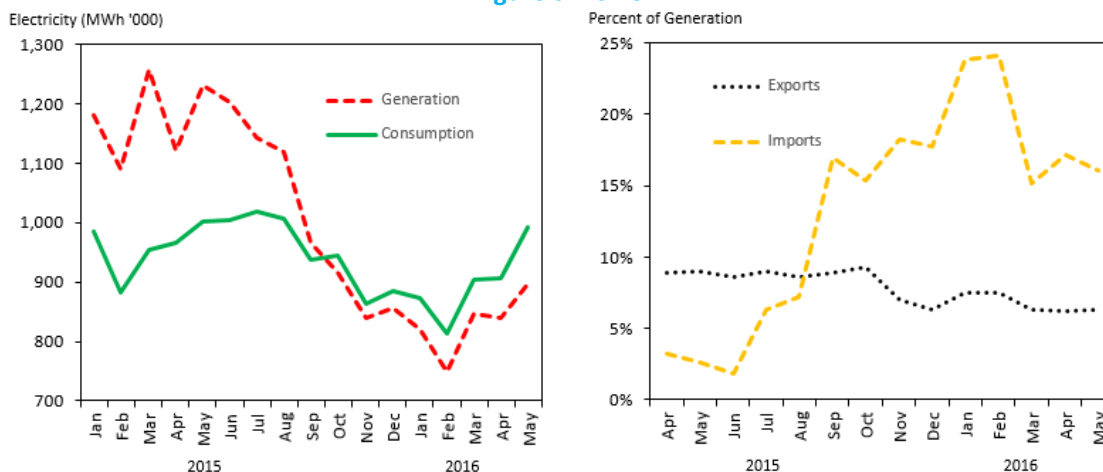 Electricity (MWh '000)
1,300
1,200
1,100
1,000
900
800
700
Generation
Consumption
Jan
Feb
Mar
Apr
May
Jun
Jul
Aug
Sep
Oct
Nov
Dec
Jan
Feb
Mar
Apr
May
2015
2016
Percent of Generation
25%
20%
15%
10%
5%
0%
Exports
Imports
Apr
May
Jun
Jul
Aug
Sep
Oct
Nov
Dec
Jan
Feb
Mar
Apr
May
2015
2016